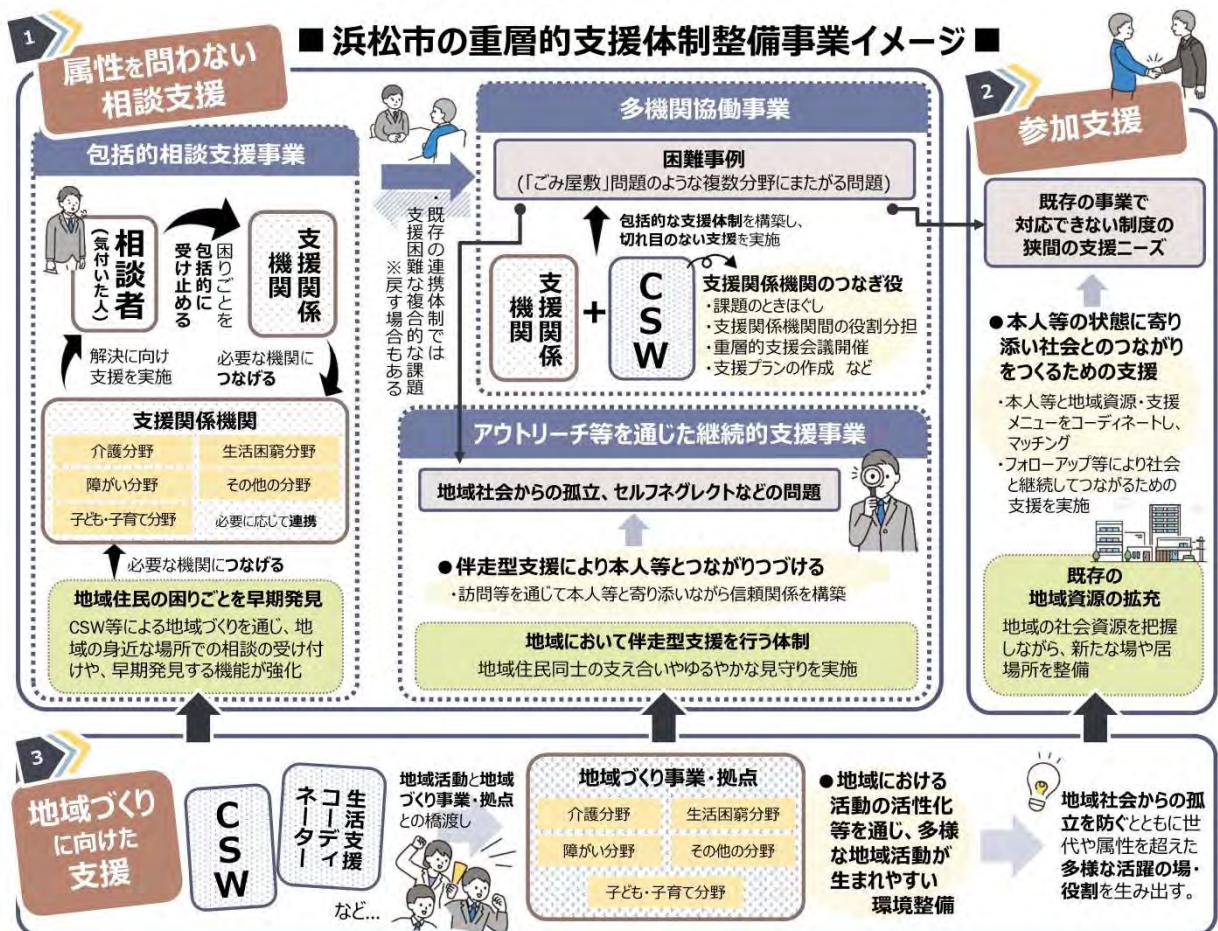 ■浜松市の重層的支援体制整備事業イメージ■
1
属性を問わない
相談支援
包括的相談支援事業
相談者
(気付いた人)
困りごとを
包括的に
受け止める
支援関係
機関
解決に向け
支援を実施
必要な機関に
つなげる
支援関係機関
介護分野
生活困窮分野
障がい分野
その他の分野
子ども・子育て分野
必要に応じて連携
必要な機関につなげる
地域住民の困りごとを早期発見
CSW等による地域づくりを通じ、地
域の身近な場所での相談の受け付
けや、早期発見する機能が強化
・既存の連携体制では
支援困難な複合的な課題
※戻す場合もある
多機関協働事業
困難事例
(「ごみ屋敷」問題のような複数分野にまたがる問題)
包括的な支援体制を構築し、
切れ目のない支援を実施
支援関係
機関
+
CSW
支援関係機関のつなぎ役
・課題のときほぐし
・支援関係機関間の役割分担
・重層的支援会議開催
・支援プランの作成 など
アウトリーチ等を通じた継続的支援事業
地域社会からの孤立、セルフネグレクトなどの問題
●伴走型支援により本人等とつながりつづける
・訪問等を通じて本人等と寄り添いながら信頼関係を構築
地域において伴走型支援を行う体制
地域住民同士の支え合いやゆるやかな見守りを実施
2
参加支援
既存の事業で
対応できない制度の
狭間の支援ニーズ
●本人等の状態に寄り
添い社会とのつながり
をつくるための支援
・本人等と地域資源・支援
メニューをコーディネートし、
マッチング
・フォローアップ等により社会
と継続してつながるための
支援を実施
既存の
地域資源の拡充
地域の社会資源を把握
しながら、新たな場や居
場所を整備
3
地域づくり
に向けた
支援
CSW
生活支援
コーディ
ネーター
など…
地域活動と地域
づくり事業・拠点
との橋渡し
地域づくり事業・拠点
介護分野
生活困窮分野
障がい分野
その他の分野
子ども・子育て分野
●地域における
活動の活性化
等を通じ、多様
な地域活動が
生まれやすい
環境整備
地域社会からの孤
立を防ぐとともに世
代や属性を超えた
多様な活躍の場・
役割を生み出す。